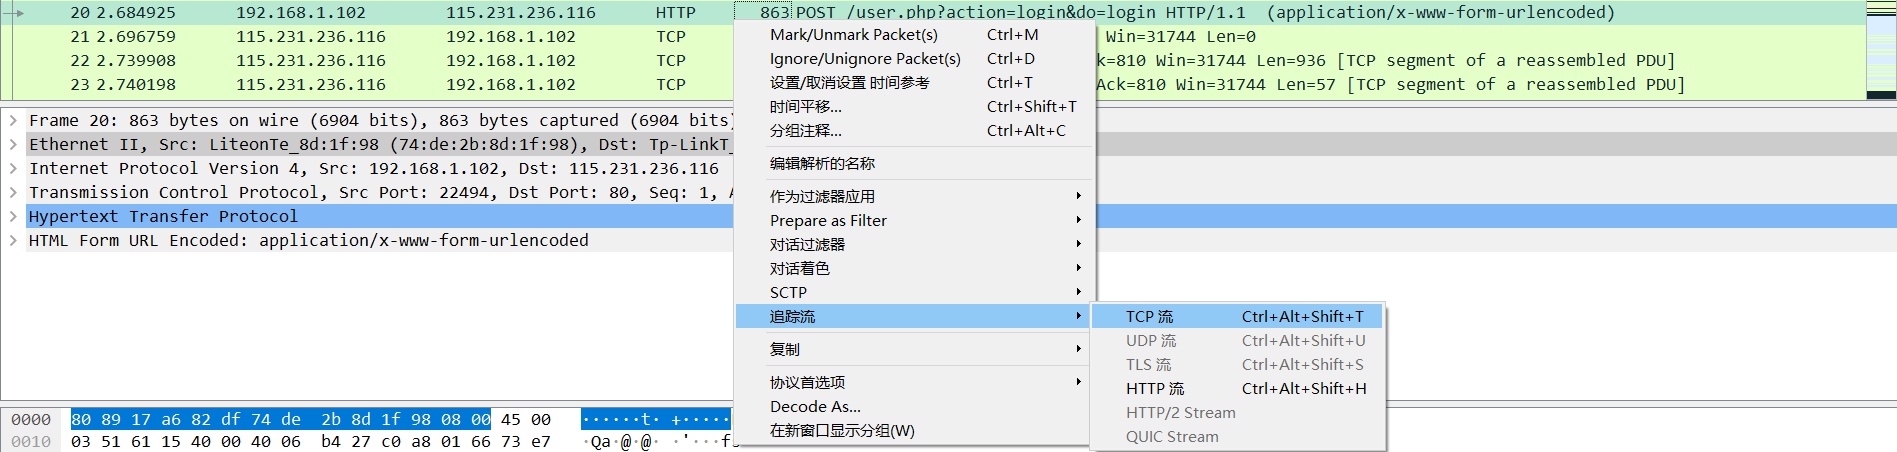 20 2.684925 192.168.1.102 115.231.236.116 HTTP 863 POST /user.php?action=login&do=login HTTP/1.1 (application/x-www-form-urlencoded)
21 2.696759 115.231.236.116 192.168.1.102 TCP Win=31744 Len=0
22 2.739908 115.231.236.116 192.168.1.102 TCP k=810 Win=31744 Len=936 [TCP segment of a reassembled PDU]
23 2.740198 115.231.236.116 192.168.1.102 TCP Ack=810 Win=31744 Len=57 [TCP segment of a reassembled PDU]
Frame 20: 863 bytes on wire (6904 bits), 863 bytes captured (6904 bits)
Ethernet II, Src: LiteonTe_8d:1f:98 (74:de:2b:8d:1f:98), Dst: Tp-LinkT_
Internet Protocol Version 4, Src: 192.168.1.102, Dst: 115.231.236.116
Transmission Control Protocol, Src Port: 22494, Dst Port: 80, Seq: 1, A
Hypertext Transfer Protocol
HTML Form URL Encoded: application/x-www-form-urlencoded
Mark/Unmark Packet(s) Ctrl+M
Ignore/Unignore Packet(s) Ctrl+D
设置/取消设置 时间参考 Ctrl+T
时间平移... Ctrl+Shift+T
分组注释... Ctrl+Alt+C
编辑解析的名称
作为过滤器应用
Prepare as Filter
对话过滤器
对话着色
SCTP
追踪流
复制
协议首选项
Decode As...
在新窗口显示分组(W)
TCP 流 Ctrl+Alt+Shift+T
UDP 流 Ctrl+Alt+Shift+U
TLS 流 Ctrl+Alt+Shift+S
HTTP 流 Ctrl+Alt+Shift+H
HTTP/2 Stream
QUIC Stream
0000 80 89 17 a6 82 df 74 de 2b 8d 1f 98 08 00 45 00 ······t· +·····
0010 03 51 61 15 40 00 40 06 b4 27 c0 a8 01 66 73 e7 ·Qa·@·@· ·'···fs